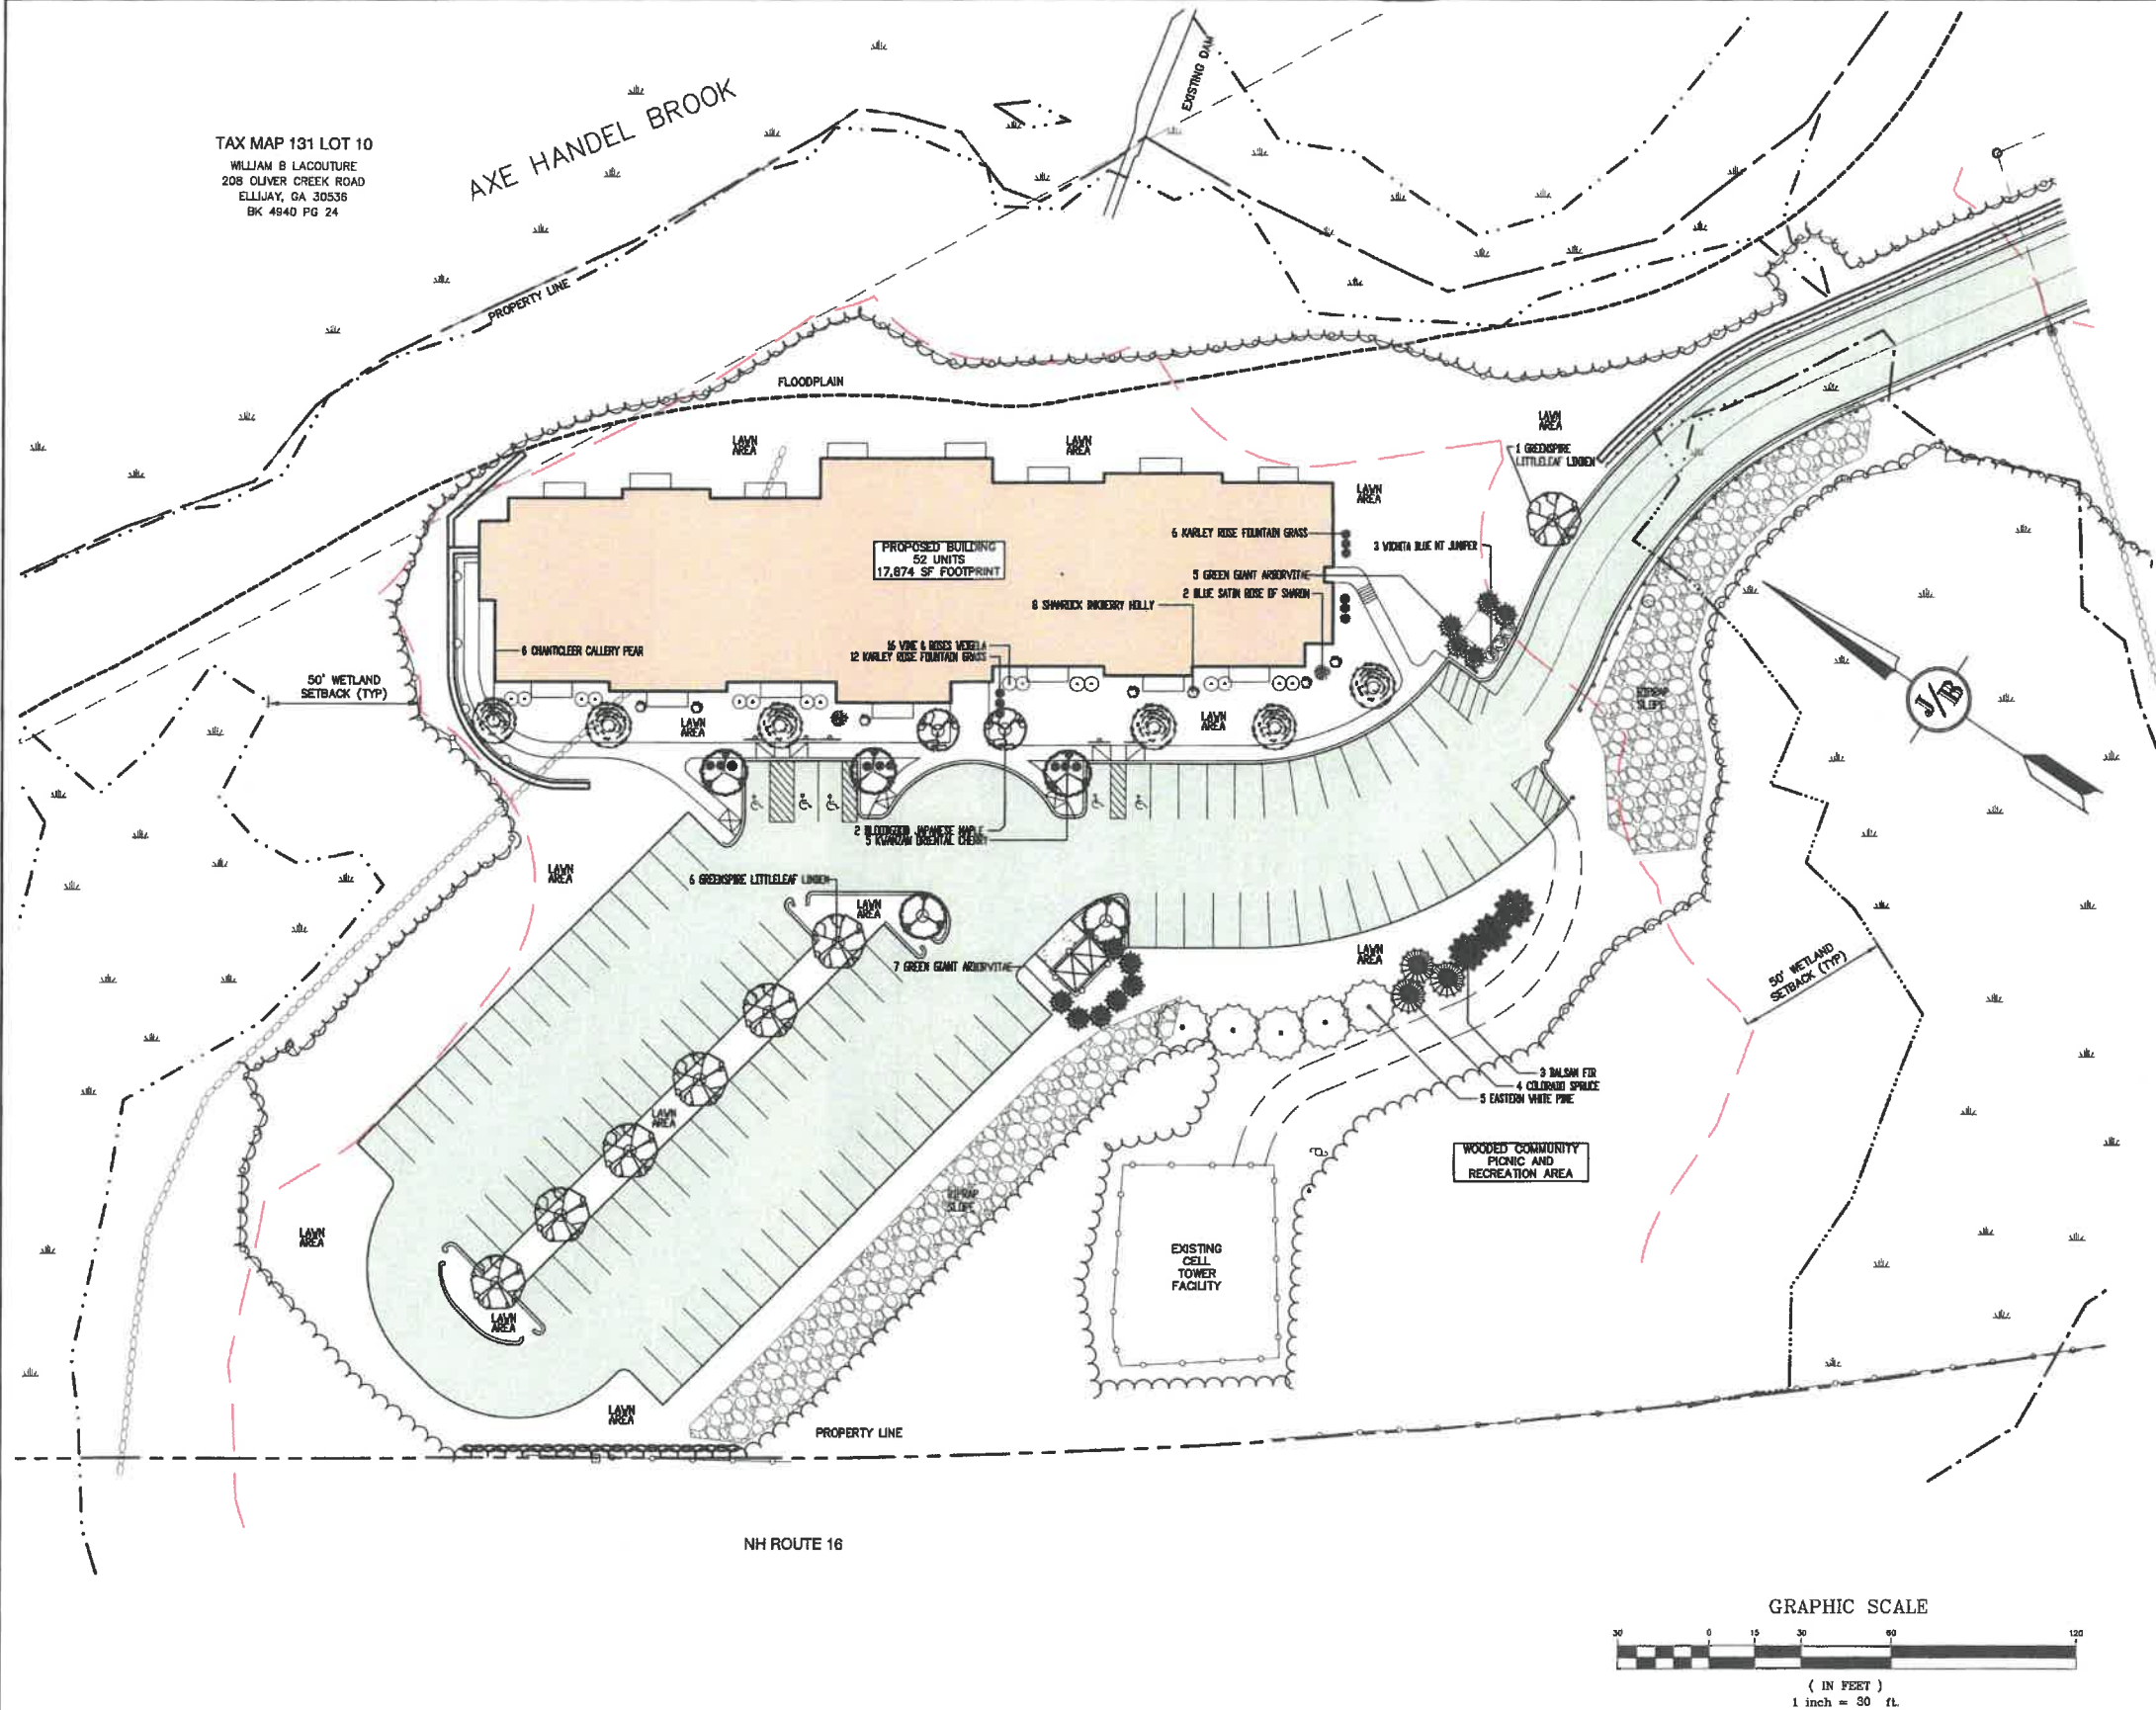 TAX MAP 131 LOT 10
WILLIAM B LACOUTURE
208 OLIVER CREEK ROAD
ELLIJAY, GA 30536
BK 4940 PG 24
AXE HANDEL BROOK
EXISTING DAM
PROPERTY LINE
FLOODPLAIN
LAWN
AREA
LAWN
AREA
LAWN
AREA
1 GREENSPIRE
LITTLELEAF LINDEN
LAWN
AREA
PROPOSED BUILDING
52 UNITS
17,874 SF FOOTPRINT
6 KARLEY ROSE FOUNTAIN GRASS
3 WICHITA BLUE MT JUNIPER
5 GREEN GIANT ARBORVITAE
2 BLUE SATIN ROSE OF SHARON
8 SHAMROCK INKBERRY HOLLY
16 VINE & ROSES WEIGELA
12 KARLEY ROSE FOUNTAIN GRASS
6 CHANTICLEER CALLERY PEAR
50' WETLAND
SETBACK (TYP)
LAWN
AREA
LAWN
AREA
J/B
RIPRAP
SLOPE
2 BLOODGOOD JAPANESE MAPLE
5 KWANZAN ORIENTAL CHERRY
LAWN
AREA
6 GREENSPIRE LITTLELEAF LINDEN
LAWN
AREA
7 GREEN GIANT ARBORVITAE
LAWN
AREA
50' WETLAND
SETBACK (TYP)
3 BALSAM FIR
4 COLORADO SPRUCE
5 EASTERN WHITE PINE
LAWN
AREA
WOODED COMMUNITY
PICNIC AND
RECREATION AREA
RIPRAP
SLOPE
LAWN
AREA
EXISTING
CELL
TOWER
FACILITY
LAWN
AREA
LAWN
AREA
PROPERTY LINE
NH ROUTE 16
GRAPHIC SCALE
30 0 15 30 60 120
( IN FEET )
1 inch = 30 ft.